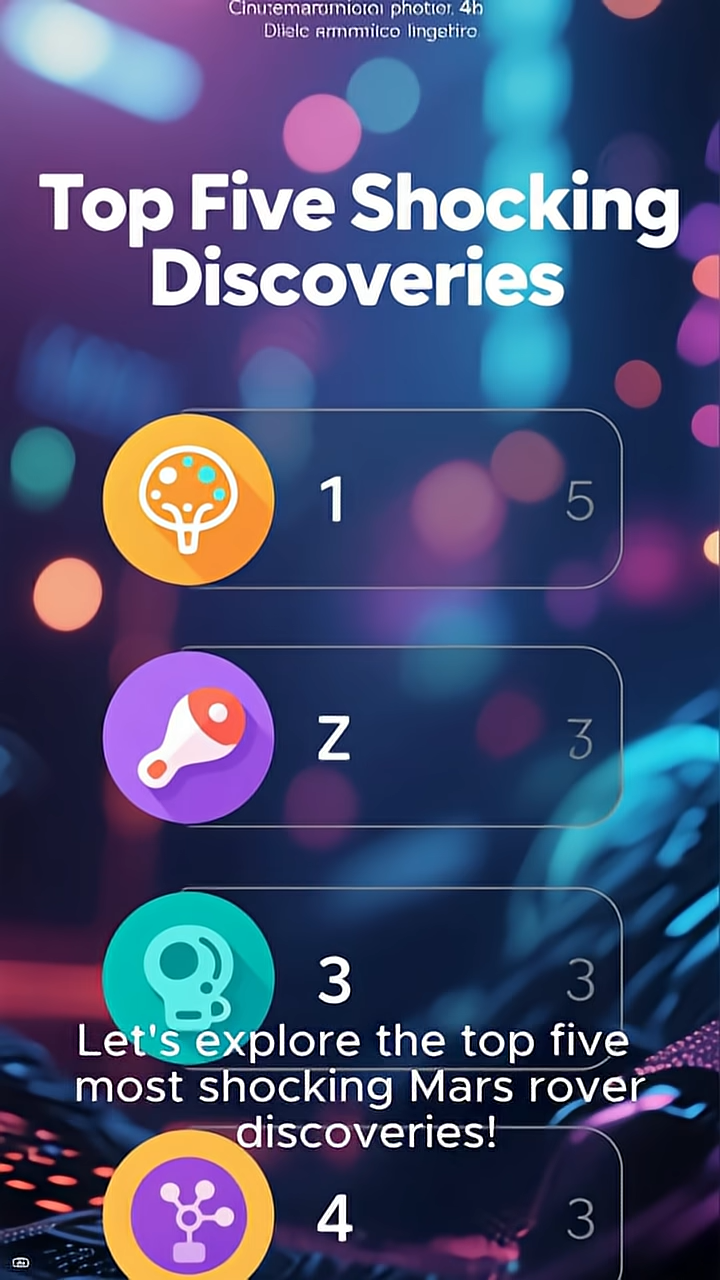 4h
Top Five Shocking
Discoveries
1 5
Z 3
3 3
Let's explore the top five
most shocking Mars rover
discoveries!
4 3